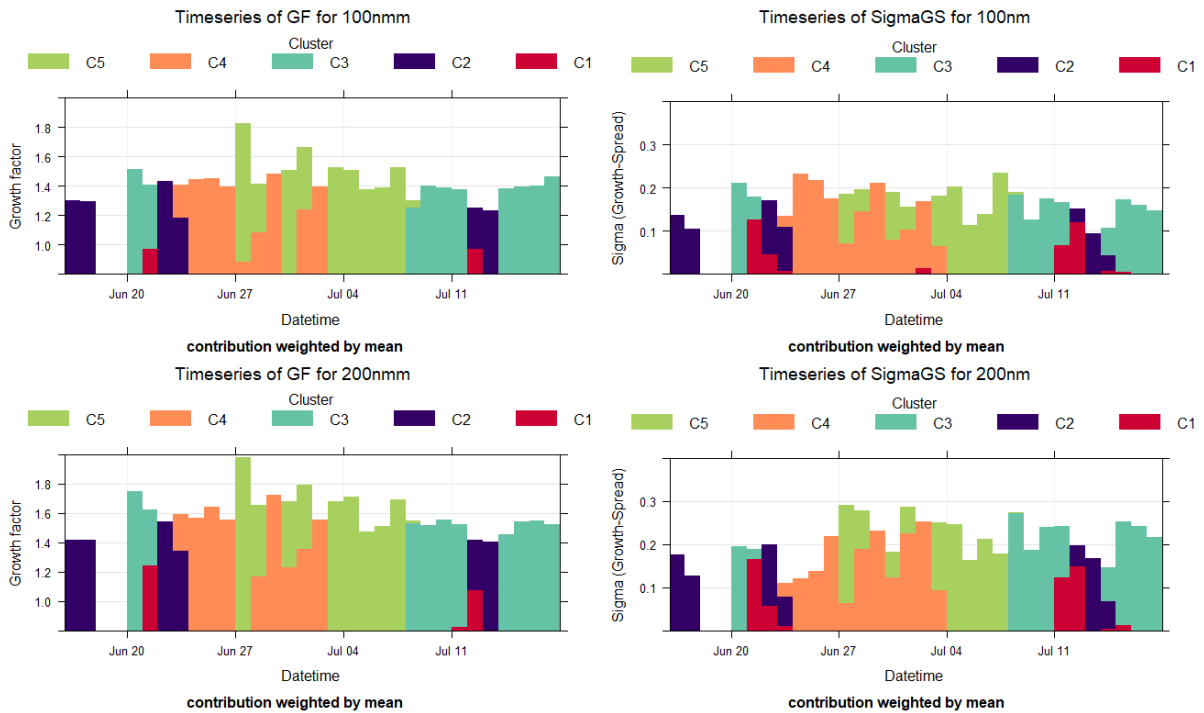 Timeseries of GF for 100nmm
Cluster
C5 C4 C3 C2 C1
1.8
1.6
1.4
1.2
1.0
Growth factor
Jun 20 Jun 27 Jul 04 Jul 11
Datetime
contribution weighted by mean
Timeseries of SigmaGS for 100nm
Cluster
C5 C4 C3 C2 C1
0.3
0.2
0.1
Sigma (Growth-Spread)
Jun 20 Jun 27 Jul 04 Jul 11
Datetime
contribution weighted by mean
Timeseries of GF for 200nmm
Cluster
C5 C4 C3 C2 C1
1.8
1.6
1.4
1.2
1.0
Growth factor
Jun 20 Jun 27 Jul 04 Jul 11
Datetime
contribution weighted by mean
Timeseries of SigmaGS for 200nm
Cluster
C5 C4 C3 C2 C1
0.3
0.2
0.1
Sigma (Growth-Spread)
Jun 20 Jun 27 Jul 04 Jul 11
Datetime
contribution weighted by mean